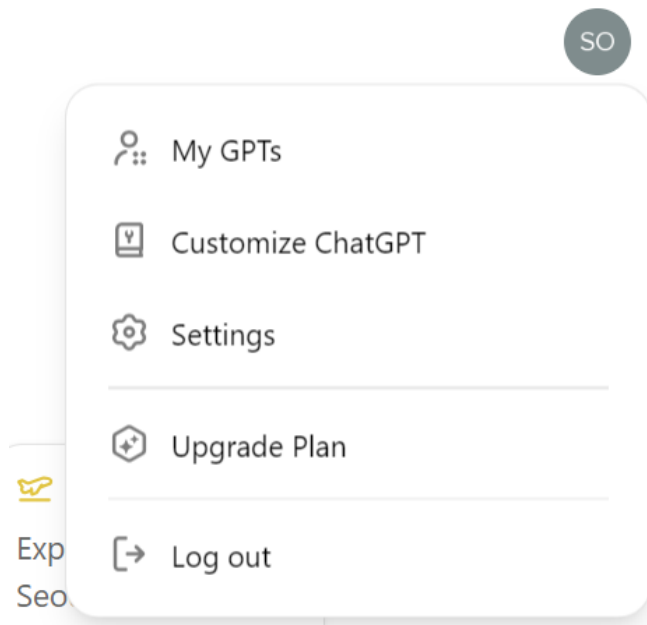 SO
My GPTs
Customize ChatGPT
Settings
Upgrade Plan
Log out
Exp
Seo